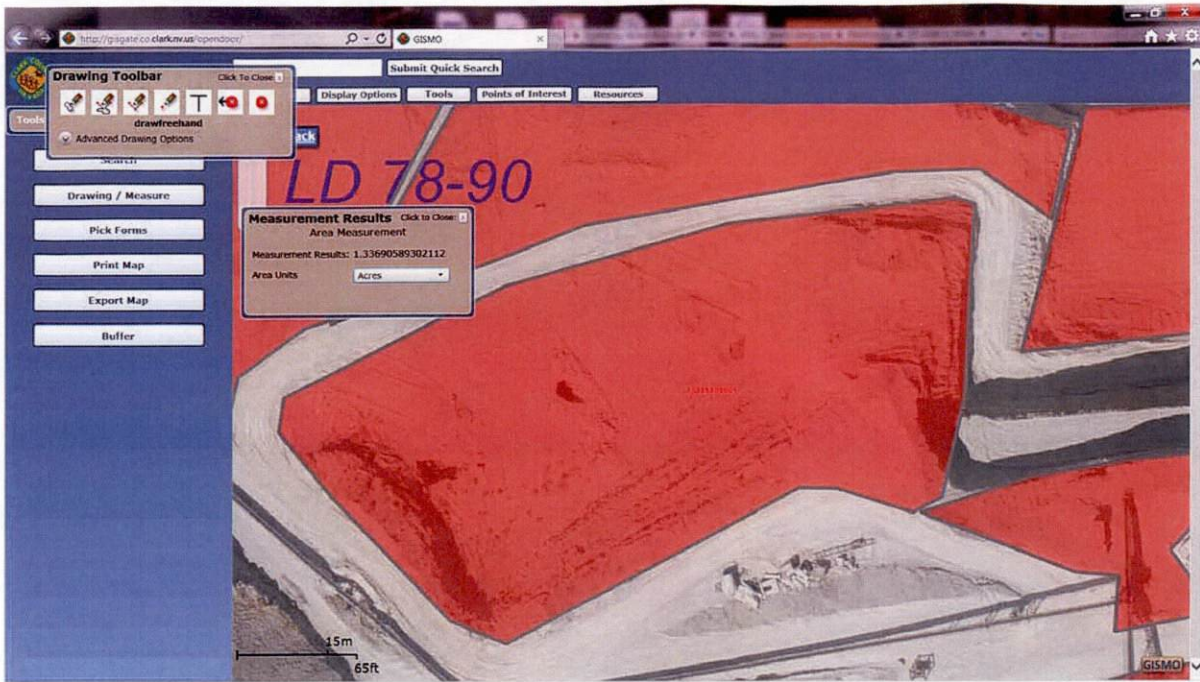 http://gisgate.co.clark.nv.us/opendoor/
GISMO
Drawing Toolbar
Click To Close
drawfreehand
Advanced Drawing Options
Submit Quick Search
Display Options
Tools
Points of Interest
Resources
Tools
Search
Drawing / Measure
Pick Forms
Print Map
Export Map
Buffer
LD 78-90
Measurement Results
Click to Close:
Area Measurement
Measurement Results: 1.33690589302112
Area Units
Acres
15m
65ft
GISMO